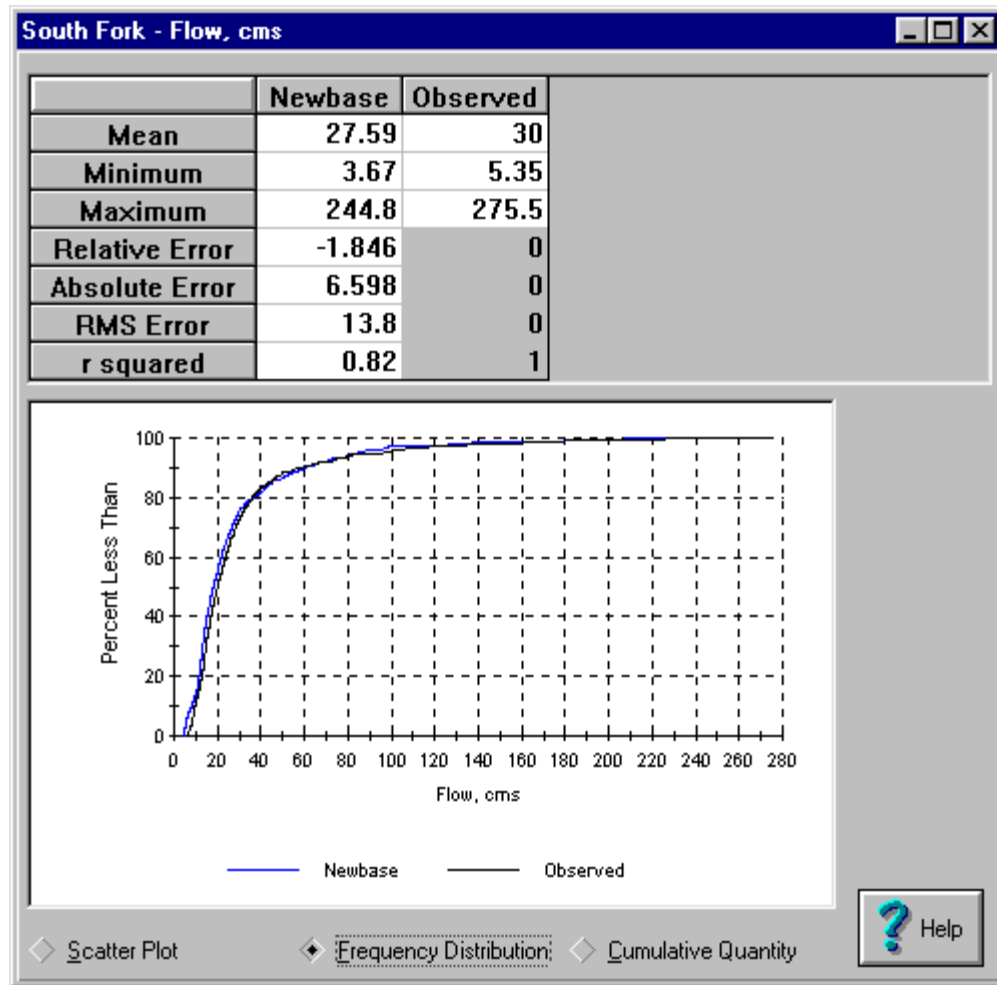 South Fork - Flow, cms
Newbase Observed
Mean 27.59 30
Minimum 3.67 5.35
Maximum 244.8 275.5
Relative Error -1.846 0
Absolute Error 6.598 0
RMS Error 13.8 0
r squared 0.82 1
Percent Less Than
100
80
60
40
20
0
0 20 40 60 80 100 120 140 160 180 200 220 240 260 280
Flow, cms
Newbase Observed
Scatter Plot Frequency Distribution Cumulative Quantity
? Help